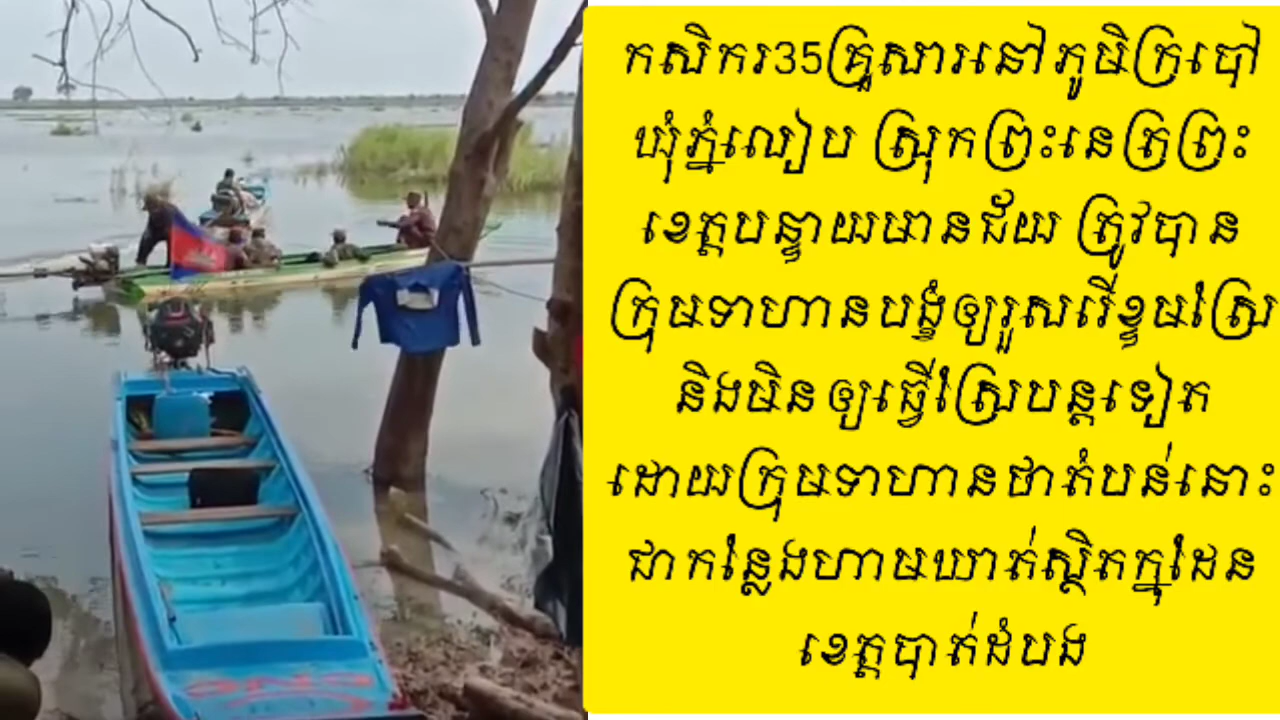 កសិករ35គ្រួសារនៅភូមិក្របៅ
ឃុំភ្នំលៀប ស្រុកព្រះនេត្រព្រះ
ខេត្តបន្ទាយមានជ័យ ត្រូវបាន
ក្រុមទាហានបង្ខំឲ្យរួសរើខ្ទមស្រែ
និងមិនឲ្យធ្វើស្រែបន្តទៀត
ដោយក្រុមទាហានថាតំបន់នោះ
ជាកន្លែងហាមឃាត់ស្ថិតក្នុដែន
ខេត្តបាត់ដំបង